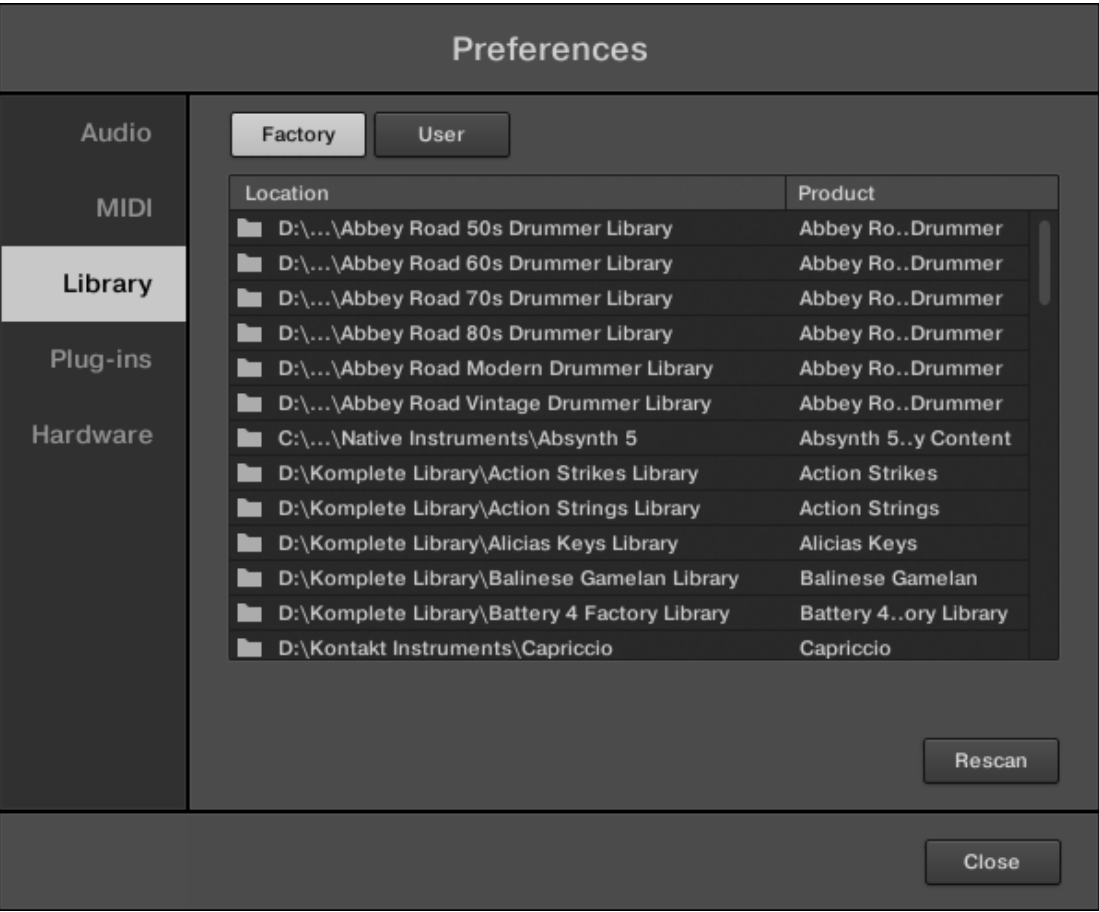 Preferences
Audio
MIDI
Library
Plug-ins
Hardware
Factory User
Location Product
D:\...\Abbey Road 50s Drummer Library Abbey Ro..Drummer
D:\...\Abbey Road 60s Drummer Library Abbey Ro..Drummer
D:\...\Abbey Road 70s Drummer Library Abbey Ro..Drummer
D:\...\Abbey Road 80s Drummer Library Abbey Ro..Drummer
D:\...\Abbey Road Modern Drummer Library Abbey Ro..Drummer
D:\...\Abbey Road Vintage Drummer Library Abbey Ro..Drummer
C:\...\Native Instruments\Absynth 5 Absynth 5..y Content
D:\Komplete Library\Action Strikes Library Action Strikes
D:\Komplete Library\Action Strings Library Action Strings
D:\Komplete Library\Alicias Keys Library Alicias Keys
D:\Komplete Library\Balinese Gamelan Library Balinese Gamelan
D:\Komplete Library\Battery 4 Factory Library Battery 4..ory Library
D:\Kontakt Instruments\Capriccio Capriccio
Rescan
Close